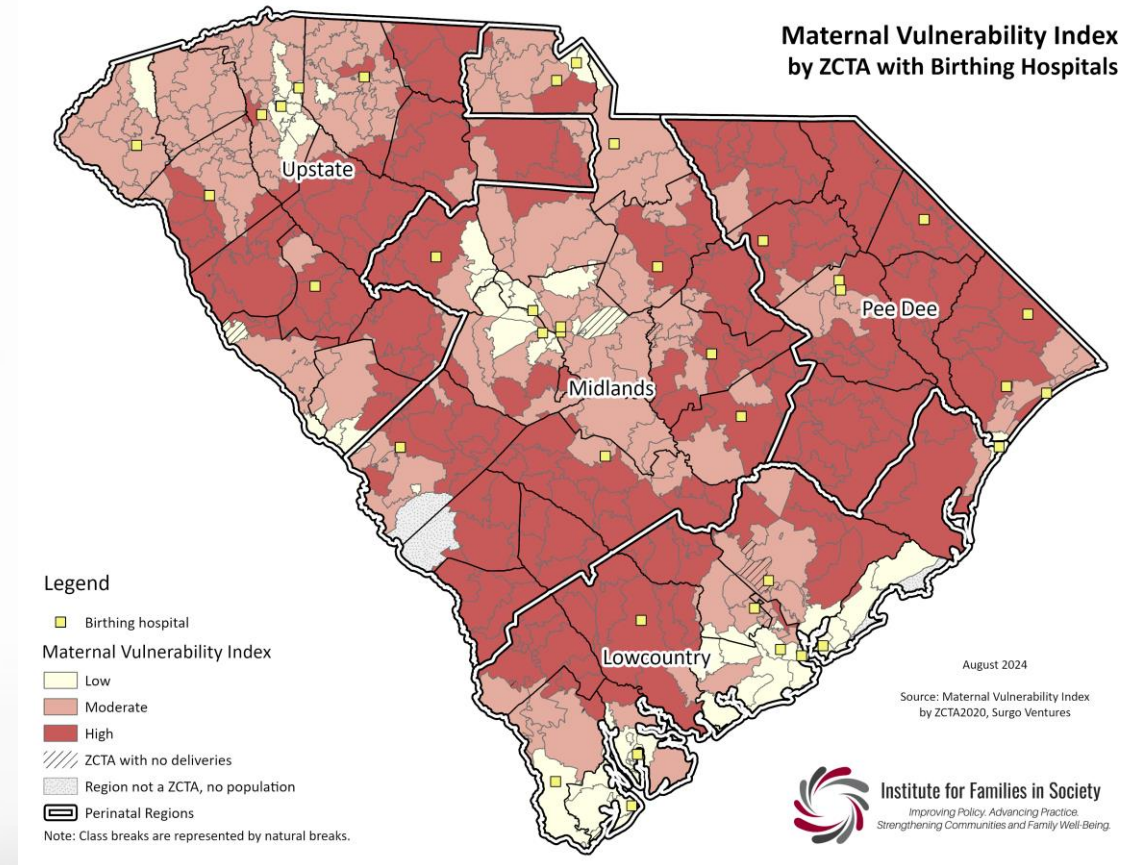 Maternal Vulnerability Index
by ZCTA with Birthing Hospitals
Upstate
Pee Dee
Midlands
Lowcountry
Legend
Birthing hospital
Maternal Vulnerability Index
Low
Moderate
High
ZCTA with no deliveries
Region not a ZCTA, no population
Perinatal Regions
Note: Class breaks are represented by natural breaks.
August 2024
Source: Maternal Vulnerability Index
by ZCTA2020, Surgo Ventures
Institute for Families in Society
Improving Policy. Advancing Practice.
Strengthening Communities and Family Well-Being.